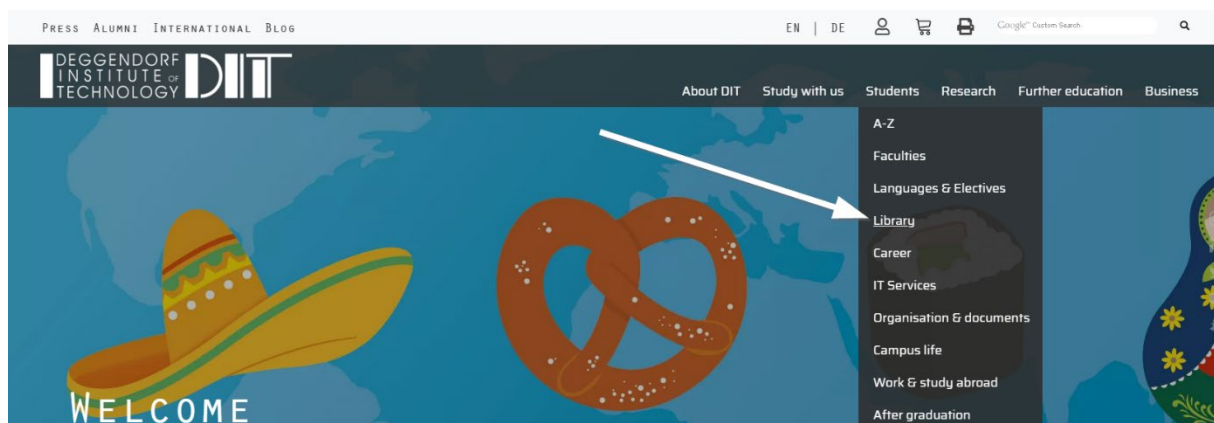 PRESS ALUMNI INTERNATIONAL BLOG
EN | DE
Google™ Custom Search
DEGGENDORF
INSTITUTE OF
TECHNOLOGY
DIT
About DIT Study with us Students Research Further education Business
A-Z
Faculties
Languages & Electives
Library
Career
IT Services
Organisation & documents
Campus life
Work & study abroad
After graduation
WELCOME